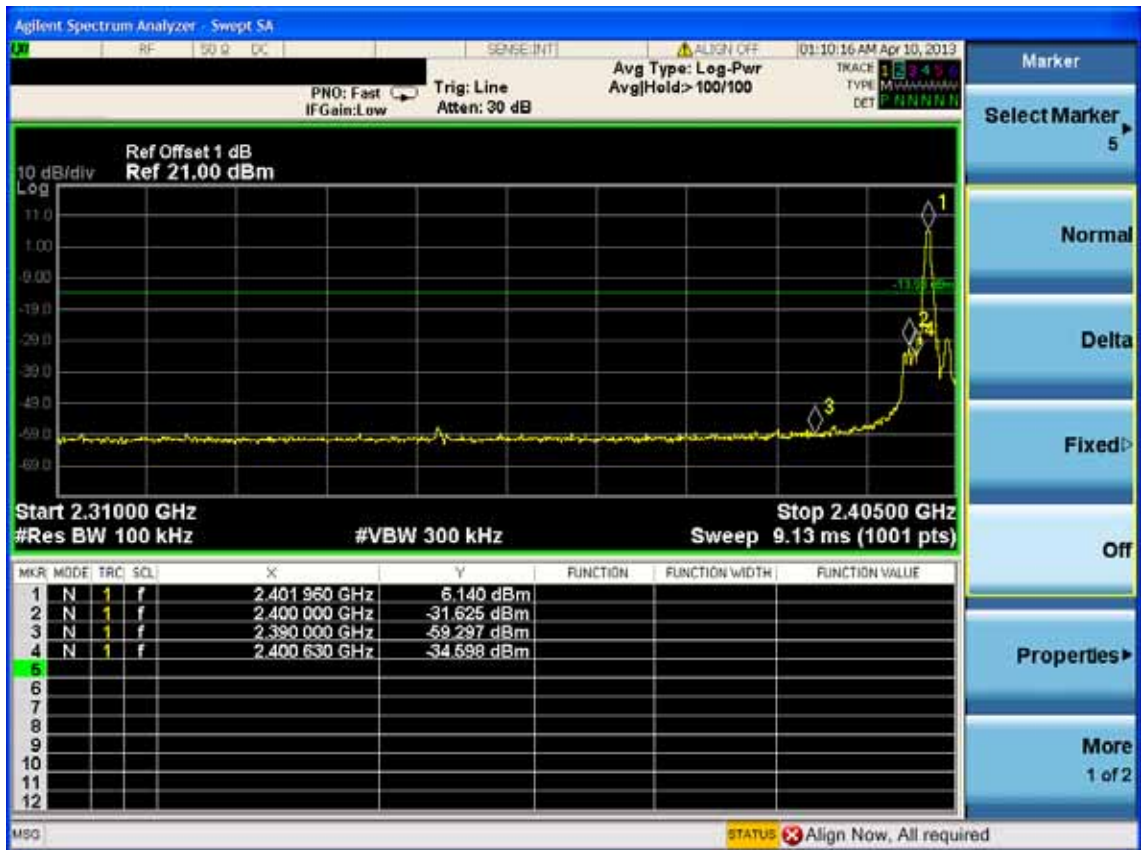 Agilent Spectrum Analyzer - Swept SA
LXI RF 50 Ω DC SENSE:INT ALIGN OFF 01:10:16 AM Apr 10, 2013
PNO: Fast
IFGain:Low
Trig: Line
Atten: 30 dB
Avg Type: Log-Pwr
Avg|Hold:> 100/100
TRACE 1 2 3 4 5 6
TYPE M
DET P N N N N N
Ref Offset 1 dB
10 dB/div Ref 21.00 dBm
Log
11.0
1.00
-9.00
-19.0
-29.0
-39.0
-49.0
-59.0
-69.0
1
2
4
3
Start 2.31000 GHz Stop 2.40500 GHz
#Res BW 100 kHz #VBW 300 kHz Sweep 9.13 ms (1001 pts)
MKR MODE TRC SCL X Y FUNCTION FUNCTION WIDTH FUNCTION VALUE
1 N 1 f 2.401 960 GHz 6.140 dBm
2 N 1 f 2.400 000 GHz -31.625 dBm
3 N 1 f 2.390 000 GHz -59.297 dBm
4 N 1 f 2.400 630 GHz -34.598 dBm
5
6
7
8
9
10
11
12
MSG STATUS Align Now, All required
Marker
Select Marker
5
Normal
Delta
Fixed
Off
Properties
More
1 of 2